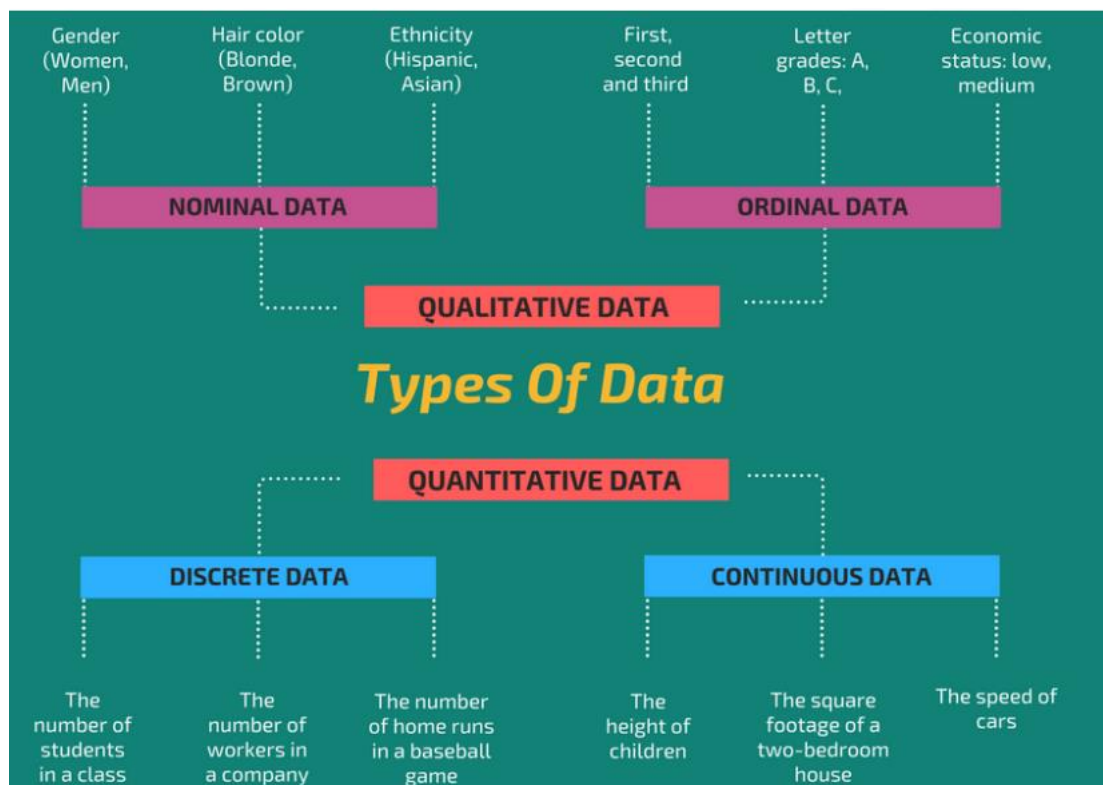 Gender
(Women,
Men)
Hair color
(Blonde,
Brown)
Ethnicity
(Hispanic,
Asian)
First,
second
and third
Letter
grades: A,
B, C,
Economic
status: low,
medium
NOMINAL DATA
ORDINAL DATA
QUALITATIVE DATA
Types Of Data
QUANTITATIVE DATA
DISCRETE DATA
CONTINUOUS DATA
The
number of
students
in a class
The
number of
workers in
a company
The number
of home runs
in a baseball
game
The
height of
children
The square
footage of a
two-bedroom
house
The speed of
cars